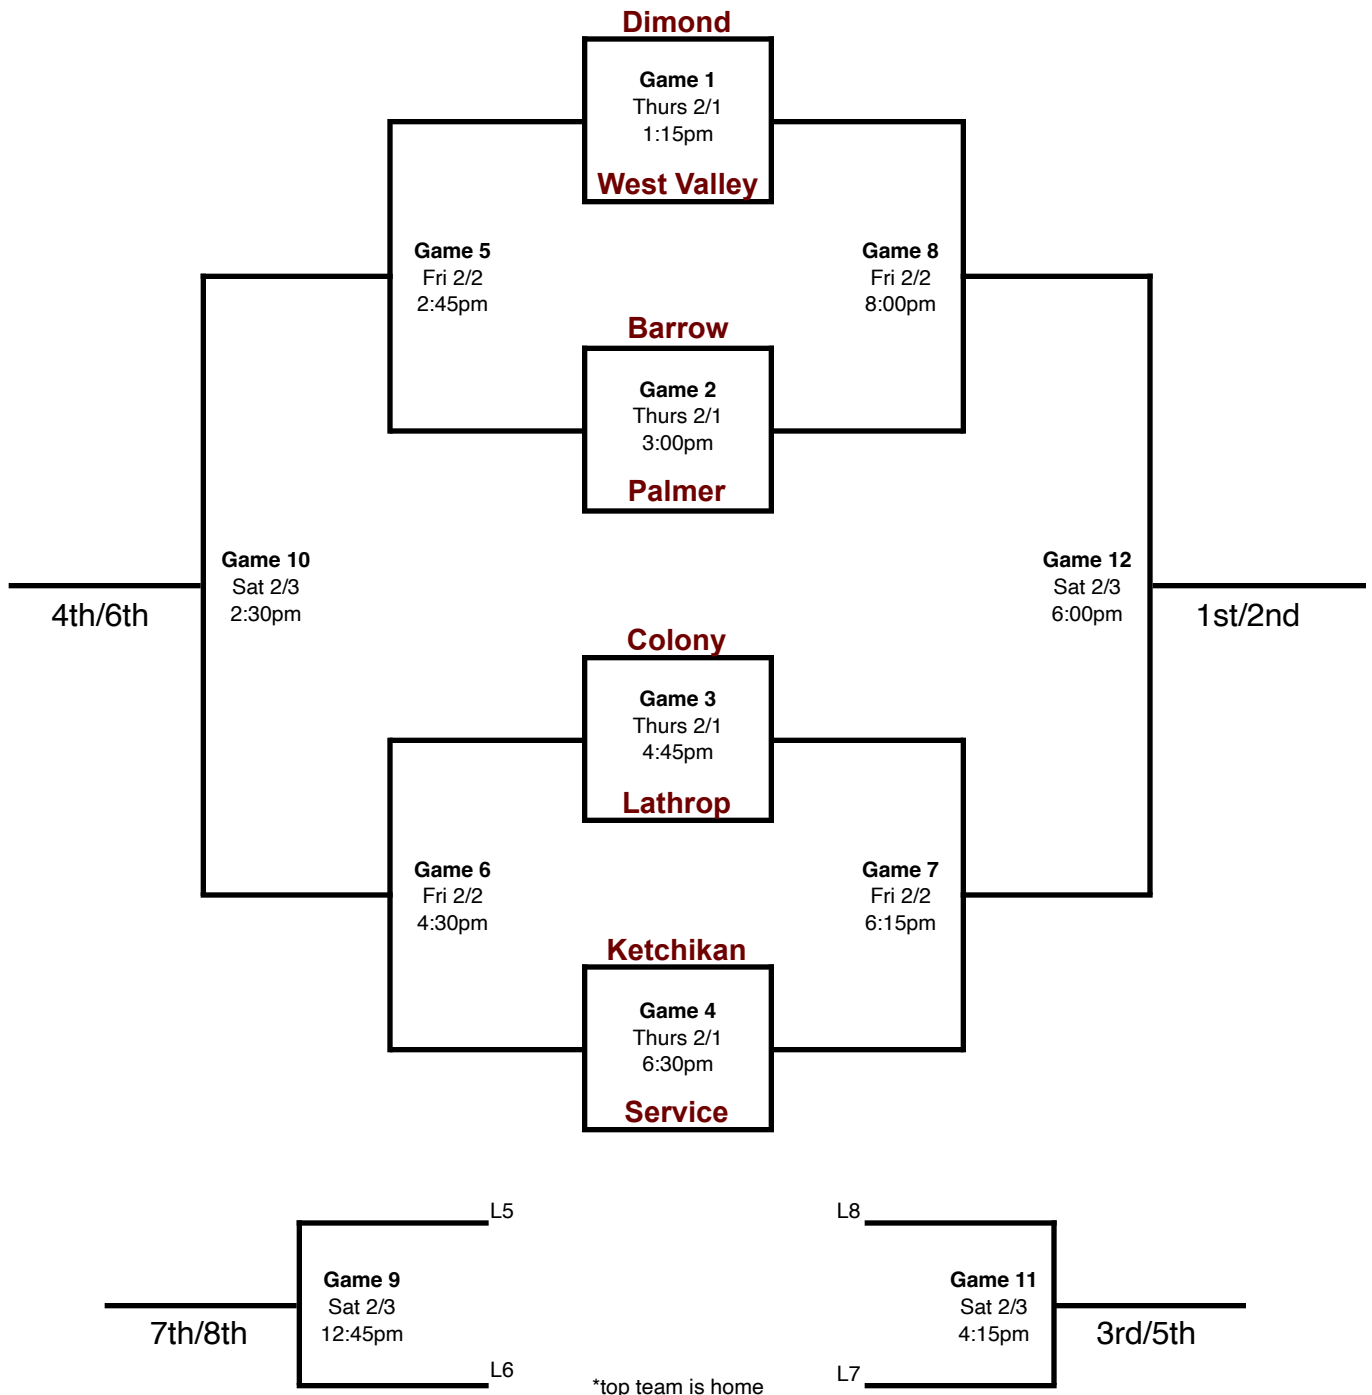 Dimond
Game 1
Thurs 2/1
1:15pm
West Valley
Game 5
Fri 2/2
2:45pm
Game 8
Fri 2/2
8:00pm
Barrow
Game 2
Thurs 2/1
3:00pm
Palmer
Game 10
Sat 2/3
2:30pm
4th/6th
Game 12
Sat 2/3
6:00pm
1st/2nd
Colony
Game 3
Thurs 2/1
4:45pm
Lathrop
Game 6
Fri 2/2
4:30pm
Game 7
Fri 2/2
6:15pm
Ketchikan
Game 4
Thurs 2/1
6:30pm
Service
L5
Game 9
Sat 2/3
12:45pm
7th/8th
L6
L8
Game 11
Sat 2/3
4:15pm
3rd/5th
L7
*top team is home